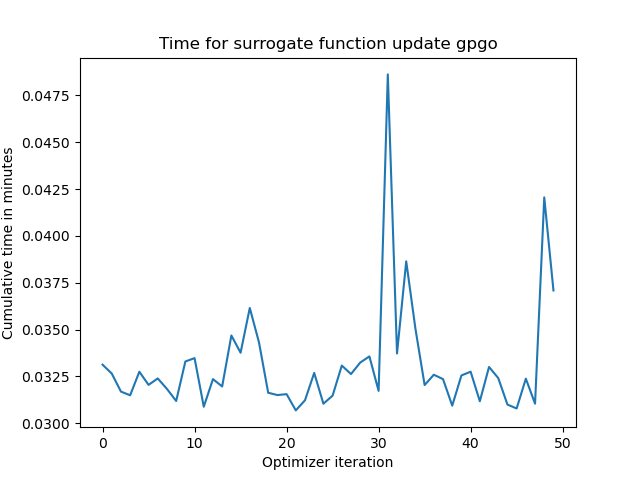 Time for surrogate function update gpgo
Cumulative time in minutes
0.0475
0.0450
0.0425
0.0400
0.0375
0.0350
0.0325
0.0300
0 10 20 30 40 50
Optimizer iteration